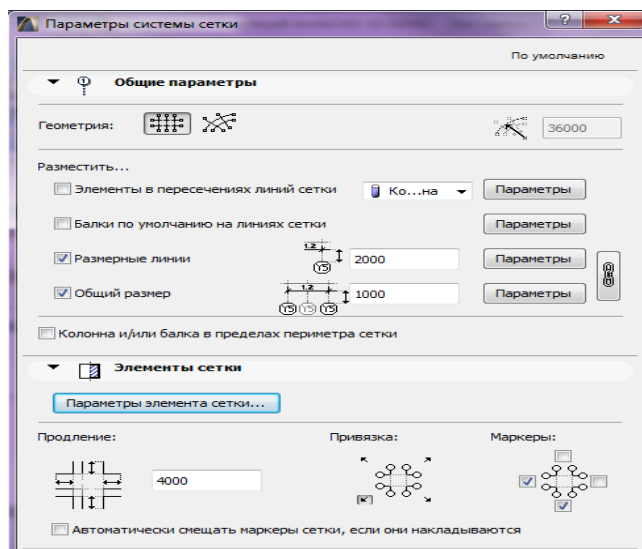 Параметры системы сетки
По умолчанию
Общие параметры
Геометрия:
36000
Разместить...
Элементы в пересечениях линий сетки
Ко...на
Параметры
Балки по умолчанию на линиях сетки
Параметры
Размерные линии
1.2
Y5
2000
Параметры
Общий размер
1.2
Y5 Y5 Y5
1000
Параметры
Колонна и/или балка в пределах периметра сетки
Элементы сетки
Параметры элемента сетки...
Продление:
Привязка:
Маркеры:
4000
Автоматически смещать маркеры сетки, если они накладываются